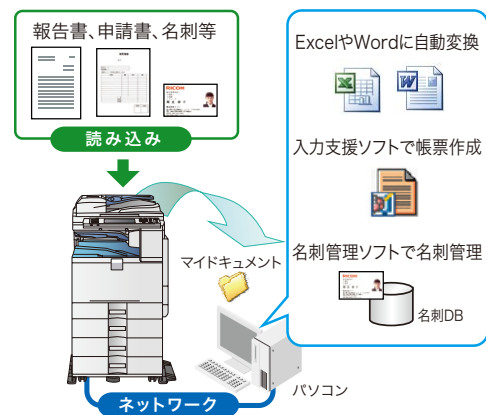 報告書、申請書、名刺等
RICOH
読み込み
ExcelやWordに自動変換
入力支援ソフトで帳票作成
名刺管理ソフトで名刺管理
名刺DB
マイドキュメント
パソコン
ネットワーク